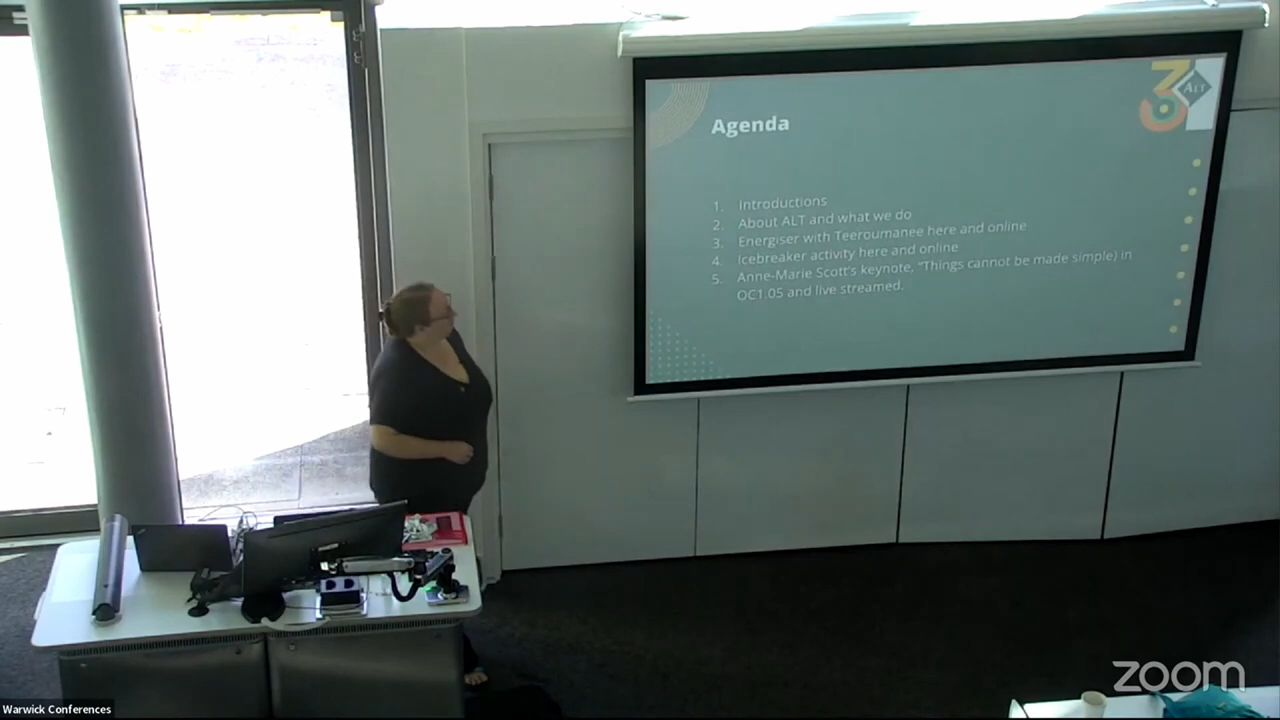 Agenda
ALT
1. Introductions
2. About ALT and what we do
3. Energiser with Teeroumanee here and online
4. Icebreaker activity here and online
5. Anne-Marie Scott's keynote, "Things cannot be made simple) in
OC1.05 and live streamed.
zoom
Warwick Conferences